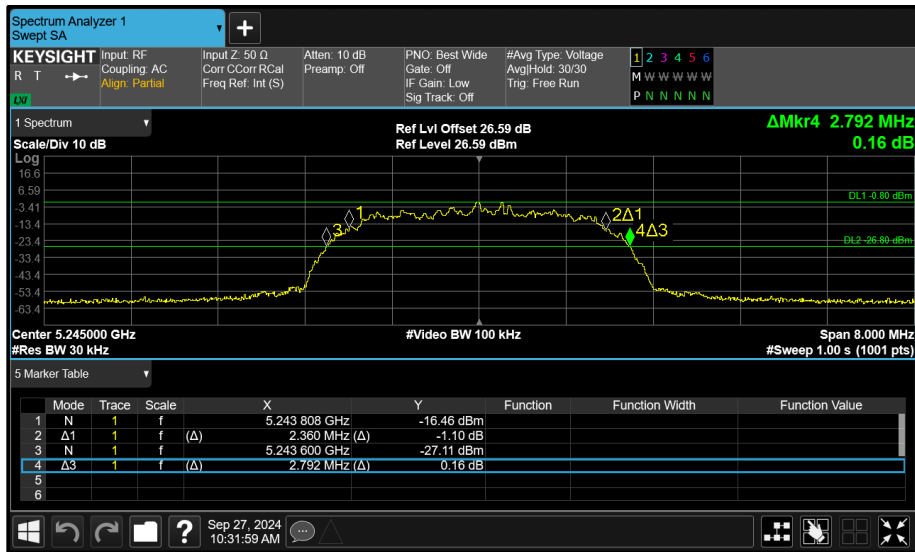 Spectrum Analyzer 1
Swept SA
▼
+
KEYSIGHT
R T
LXI
Input: RF
Coupling: AC
Align: Partial
Input Z: 50 Ω
Corr CCorr RCal
Freq Ref: Int (S)
Atten: 10 dB
Preamp: Off
PNO: Best Wide
Gate: Off
IF Gain: Low
Sig Track: Off
#Avg Type: Voltage
Avg|Hold: 30/30
Trig: Free Run
1 2 3 4 5 6
M W W W W W
P N N N N N
1 Spectrum ▼
Scale/Div 10 dB
Ref Lvl Offset 26.59 dB
Ref Level 26.59 dBm
ΔMkr4 2.792 MHz
0.16 dB
Log
16.6
6.59
-3.41
-13.4
-23.4
-33.4
-43.4
-53.4
-63.4
DL1 -0.80 dBm
1
2Δ1
3
4Δ3
DL2 -26.80 dBm
Center 5.245000 GHz
#Video BW 100 kHz
Span 8.000 MHz
#Res BW 30 kHz
#Sweep 1.00 s (1001 pts)
5 Marker Table ▼
Mode Trace Scale X Y Function Function Width Function Value
1 N 1 f 5.243 808 GHz -16.46 dBm
2 Δ1 1 f (Δ) 2.360 MHz (Δ) -1.10 dB
3 N 1 f 5.243 600 GHz -27.11 dBm
4 Δ3 1 f (Δ) 2.792 MHz (Δ) 0.16 dB
5
6
?
Sep 27, 2024
10:31:59 AM